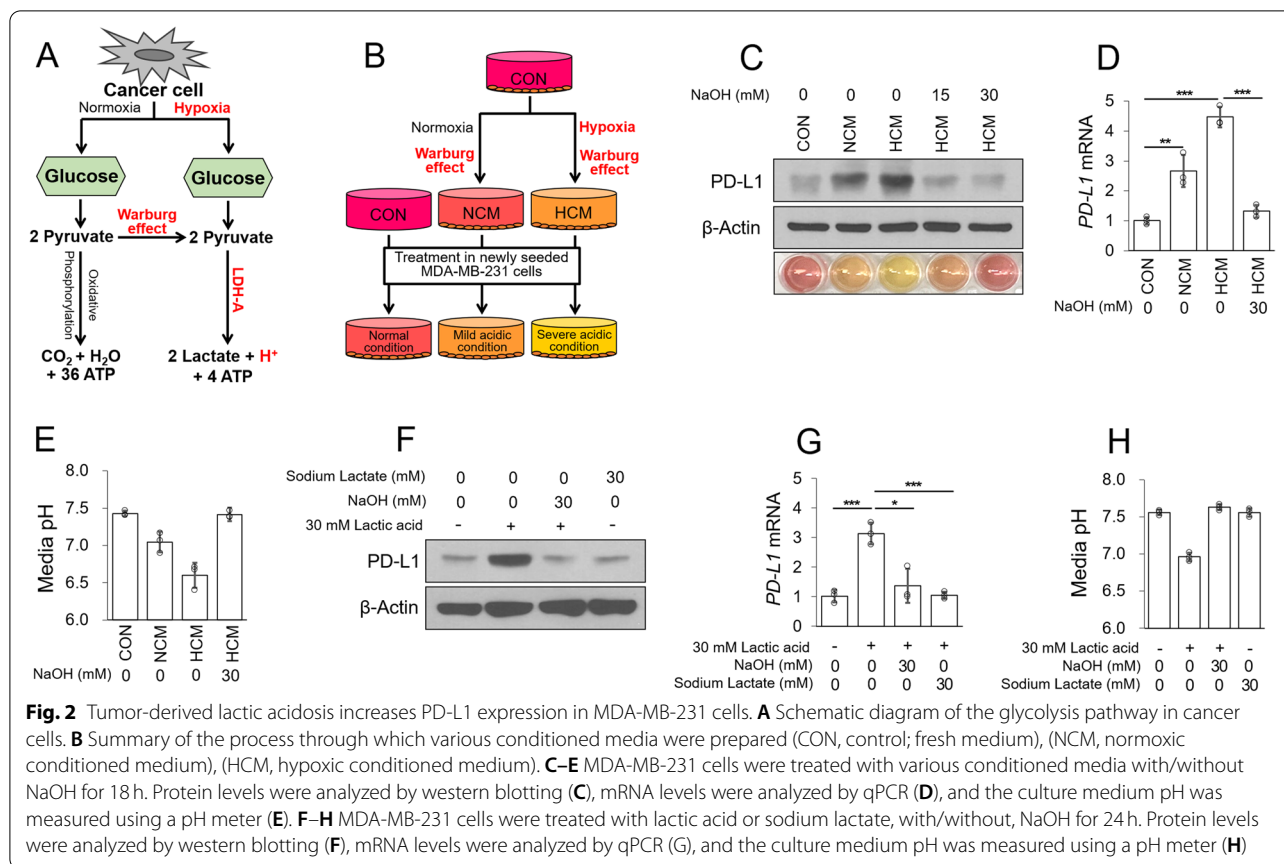 A
Cancer cell
Normoxia Hypoxia
Glucose Glucose
Warburg
effect
2 Pyruvate 2 Pyruvate
Oxidative
Phosphorylation
LDH-A
CO₂ + H₂O
+ 36 ATP
2 Lactate + H⁺
+ 4 ATP
B
CON
Normoxia Hypoxia
Warburg
effect
Warburg
effect
CON NCM HCM
Treatment in newly seeded
MDA-MB-231 cells
Normal
condition
Mild acidic
condition
Severe acidic
condition
C
NaOH (mM) 0 0 0 15 30
CON NCM HCM HCM HCM
PD-L1
β-Actin
D
*** ***
**
PD-L1 mRNA
5
4
3
2
1
0
CON NCM HCM HCM
NaOH (mM) 0 0 0 30
E
Media pH
8.0
7.5
7.0
6.5
6.0
CON NCM HCM HCM
NaOH (mM) 0 0 0 30
F
Sodium Lactate (mM) 0 0 0 30
NaOH (mM) 0 0 30 0
30 mM Lactic acid - + + -
PD-L1
β-Actin
G
***
*** *
PD-L1 mRNA
5
4
3
2
1
0
30 mM Lactic acid - + + +
NaOH (mM) 0 0 30 0
Sodium Lactate (mM) 0 0 0 30
H
Media pH
8.0
7.5
7.0
6.5
6.0
30 mM Lactic acid - + + -
NaOH (mM) 0 0 30 0
Sodium Lactate (mM) 0 0 0 30
Fig. 2 Tumor-derived lactic acidosis increases PD-L1 expression in MDA-MB-231 cells. A Schematic diagram of the glycolysis pathway in cancer
cells. B Summary of the process through which various conditioned media were prepared (CON, control; fresh medium), (NCM, normoxic
conditioned medium), (HCM, hypoxic conditioned medium). C–E MDA-MB-231 cells were treated with various conditioned media with/without
NaOH for 18 h. Protein levels were analyzed by western blotting (C), mRNA levels were analyzed by qPCR (D), and the culture medium pH was
measured using a pH meter (E). F–H MDA-MB-231 cells were treated with lactic acid or sodium lactate, with/without, NaOH for 24 h. Protein levels
were analyzed by western blotting (F), mRNA levels were analyzed by qPCR (G), and the culture medium pH was measured using a pH meter (H)